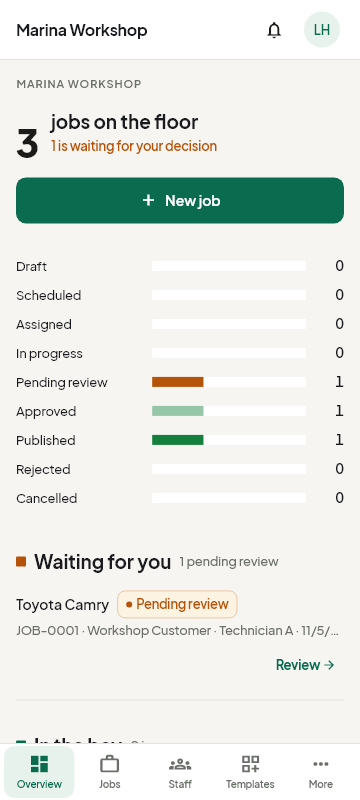 Marina Workshop
LH
MARINA WORKSHOP
3
jobs on the floor
1 is waiting for your decision
+ New job
Draft 0
Scheduled 0
Assigned 0
In progress 0
Pending review 1
Approved 1
Published 1
Rejected 0
Cancelled 0
Waiting for you 1 pending review
Toyota Camry Pending review
JOB-0001 · Workshop Customer · Technician A · 11/5/...
Review →
In the bay
Overview Jobs Staff Templates More